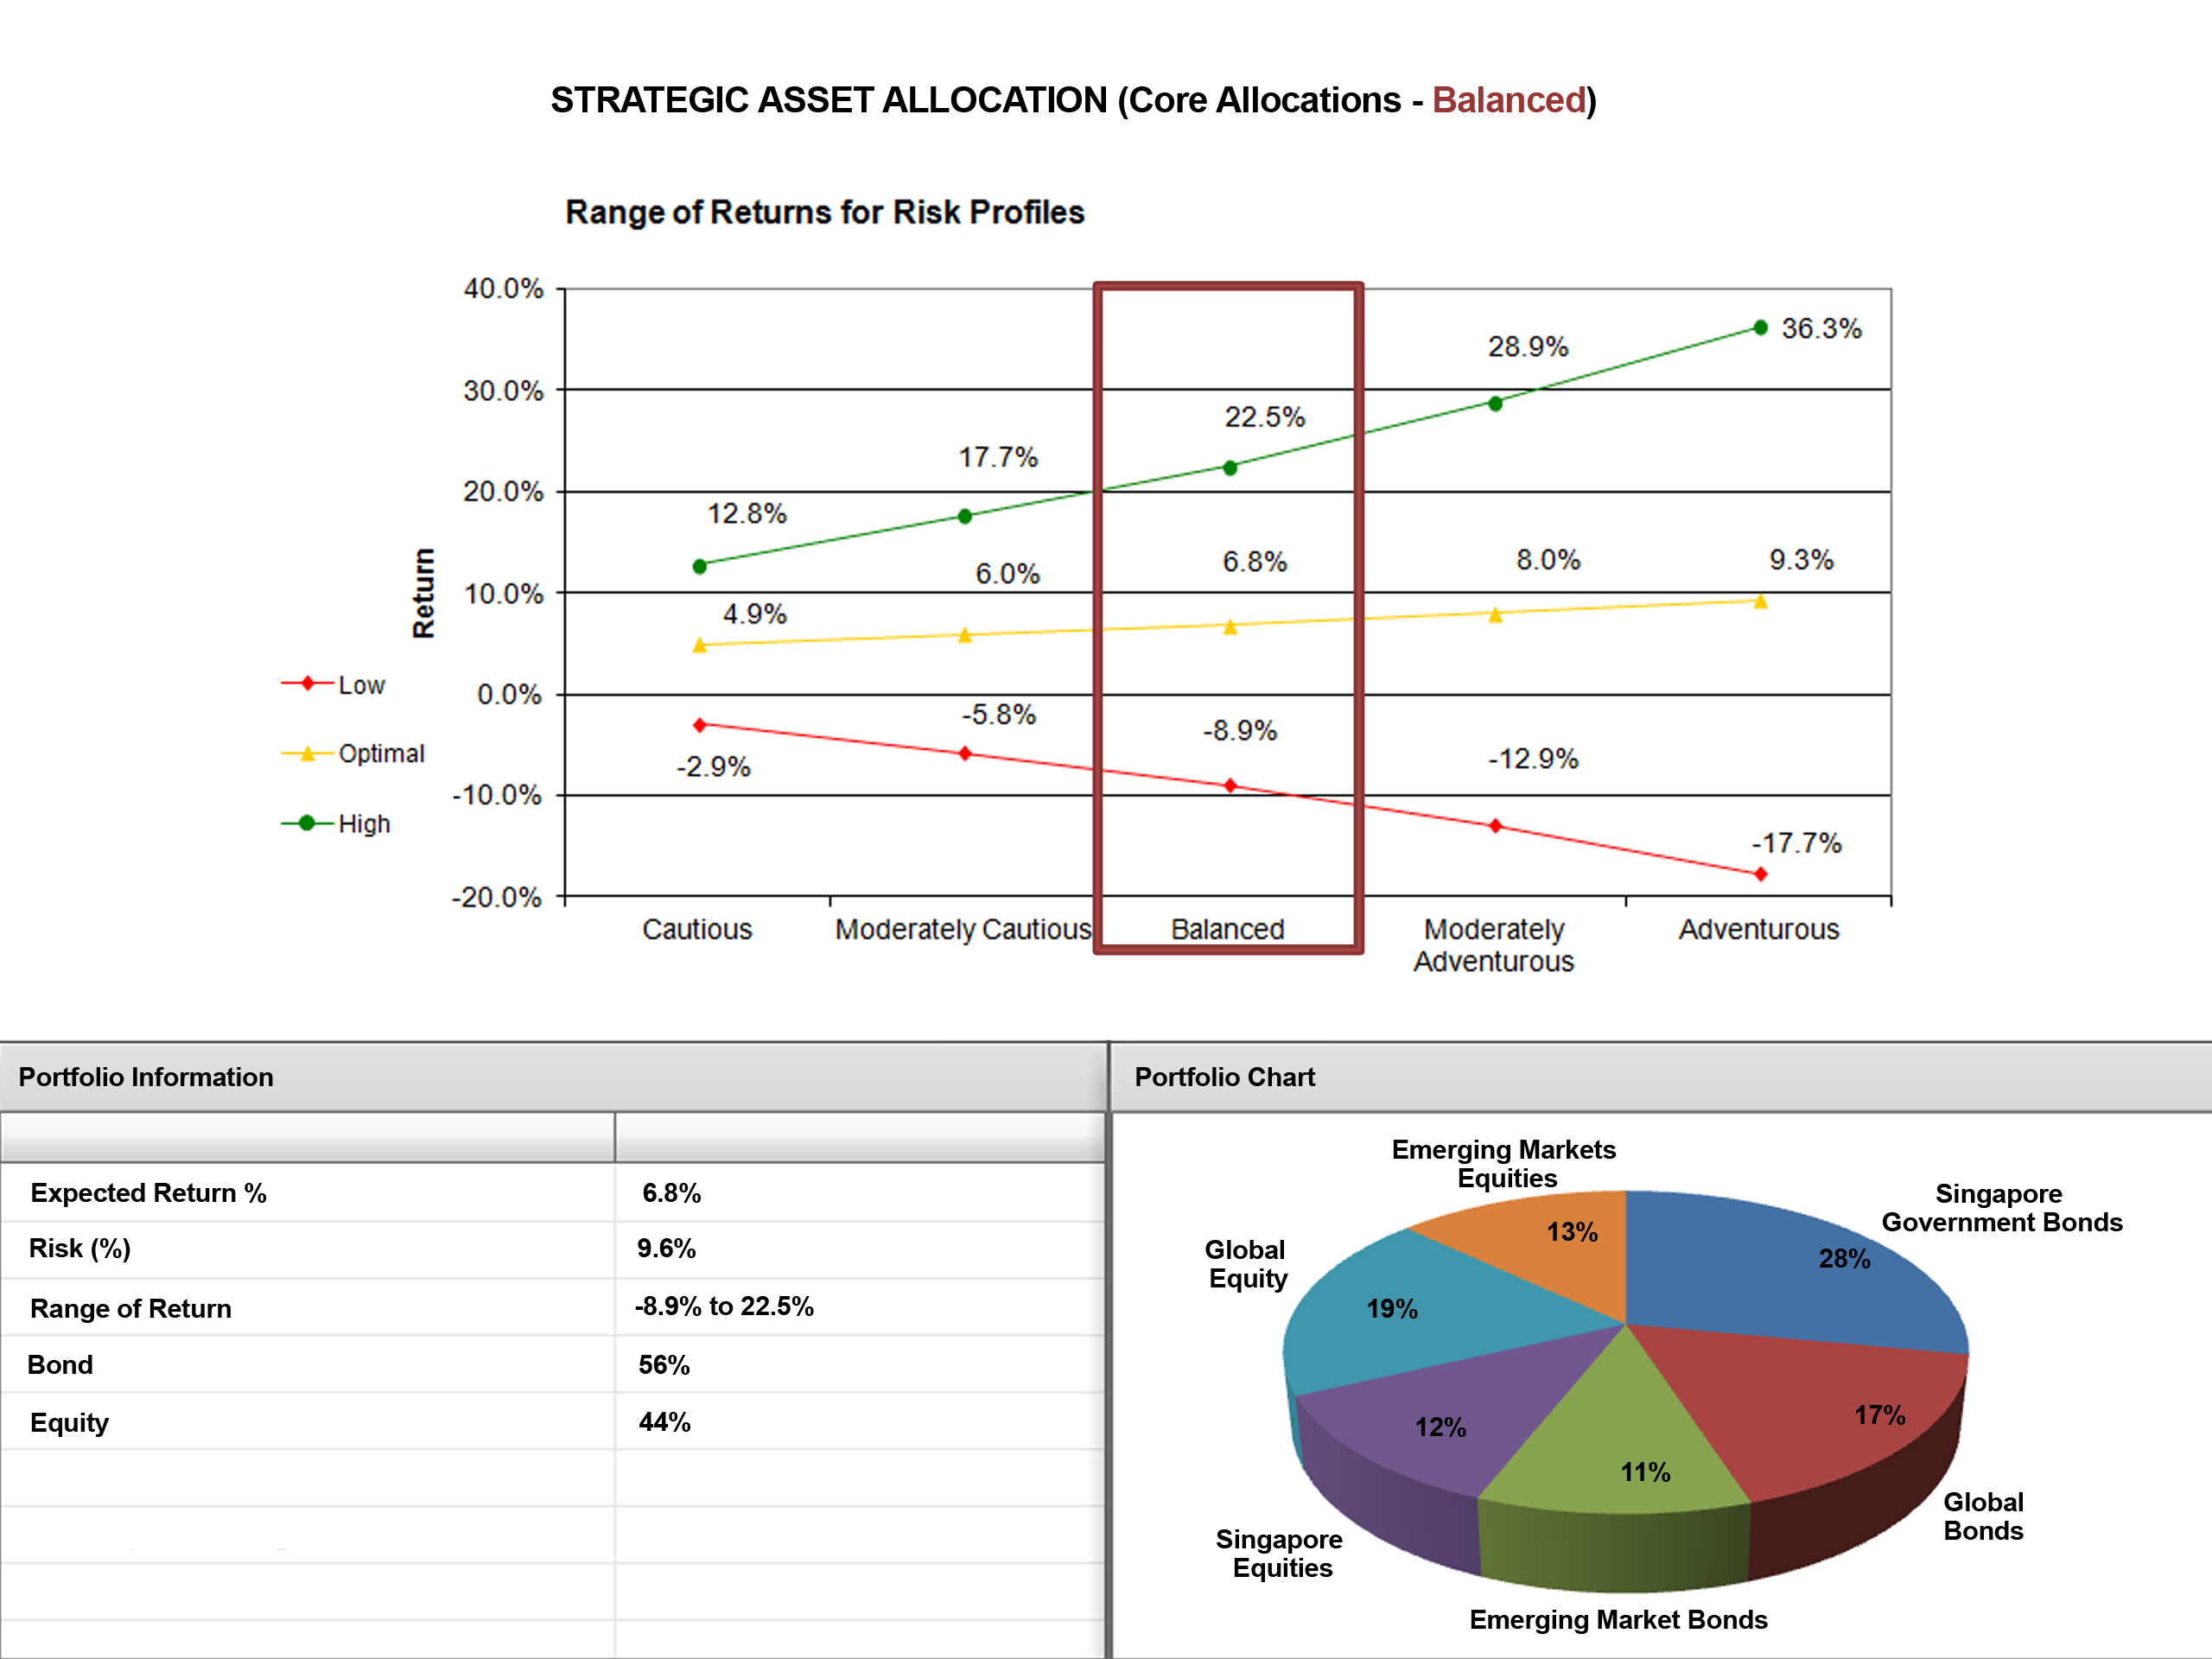 STRATEGIC ASSET ALLOCATION (Core Allocations - Balanced)
Range of Returns for Risk Profiles
Return
40.0%
30.0%
20.0%
10.0%
0.0%
-10.0%
-20.0%
12.8%
17.7%
22.5%
28.9%
36.3%
4.9%
6.0%
6.8%
8.0%
9.3%
-2.9%
-5.8%
-8.9%
-12.9%
-17.7%
Low
Optimal
High
Cautious
Moderately Cautious
Balanced
Moderately
Adventurous
Adventurous
Portfolio Information
Expected Return % 6.8%
Risk (%) 9.6%
Range of Return -8.9% to 22.5%
Bond 56%
Equity 44%
Portfolio Chart
Emerging Markets
Equities
13%
Singapore
Government Bonds
28%
Global
Equity
19%
17%
Global
Bonds
12%
Singapore
Equities
11%
Emerging Market Bonds